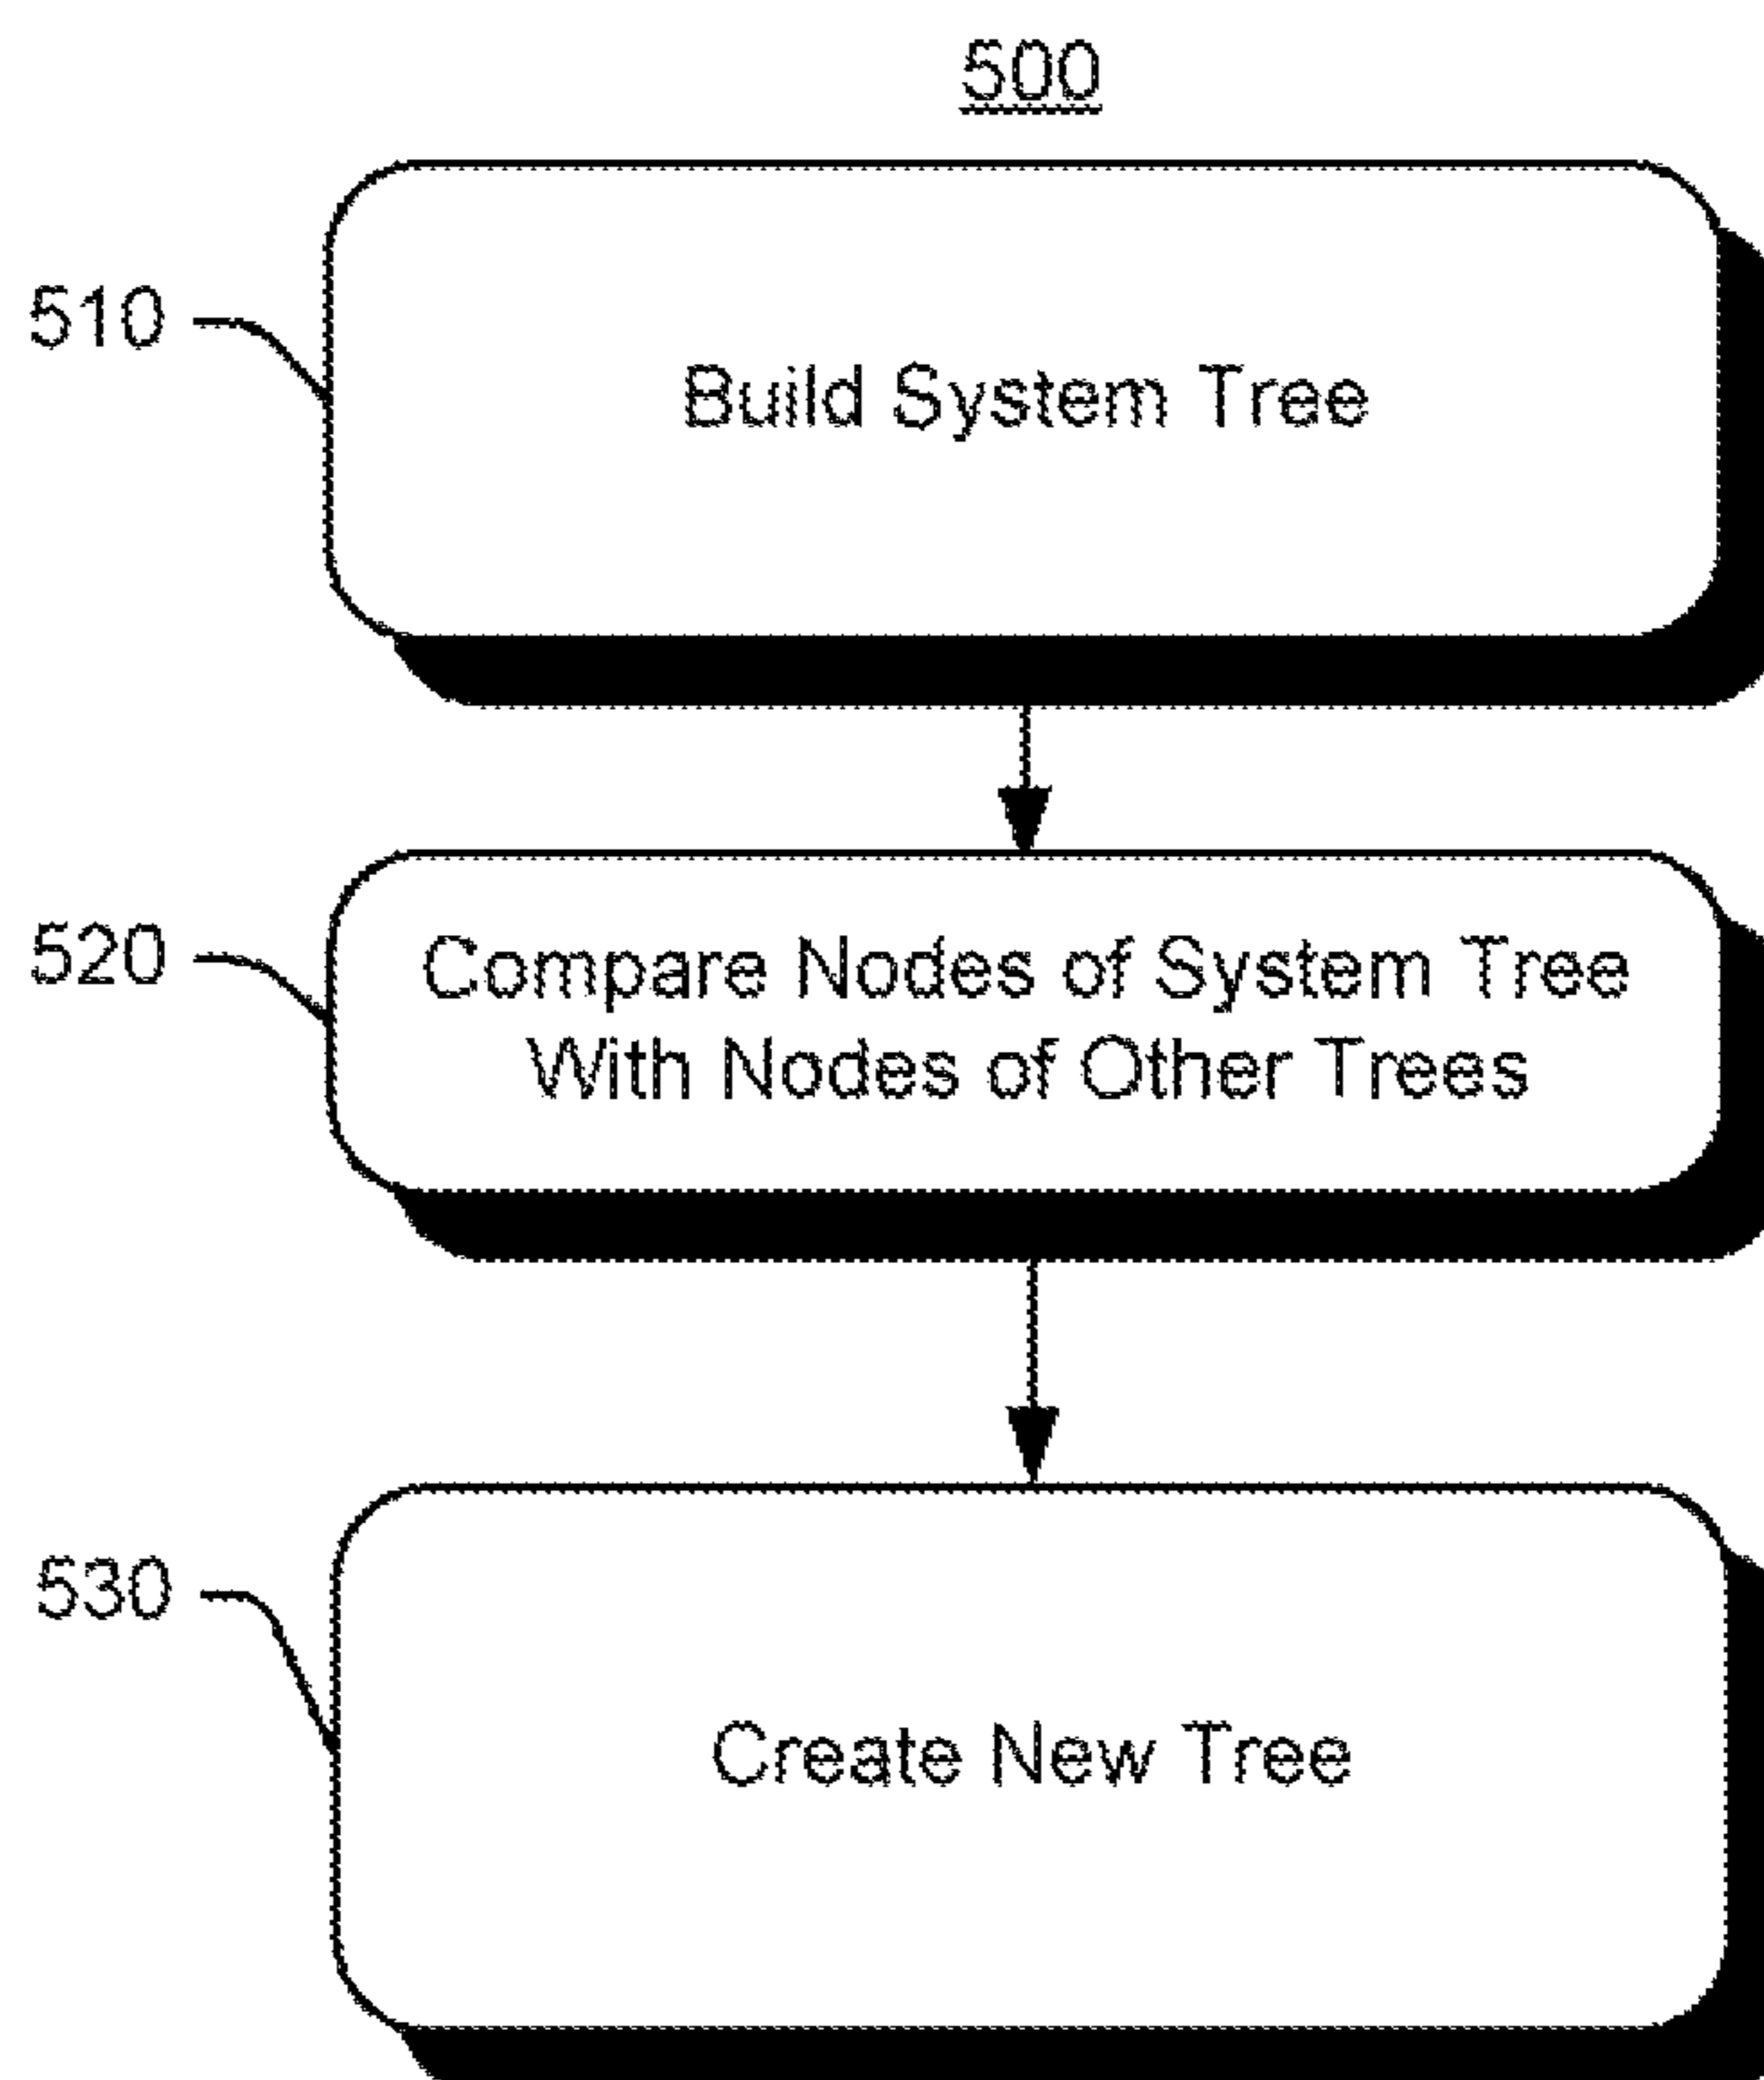 500
510
Build System Tree
520
Compare Nodes of System Tree
With Nodes of Other Trees
530
Create New Tree